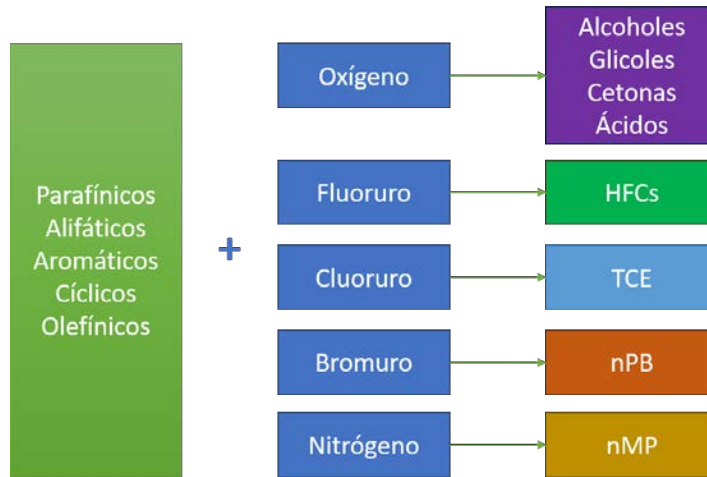 Parafínicos
Alifáticos
Aromáticos
Cíclicos
Olefínicos
+
Oxígeno
Alcoholes
Glicoles
Cetonas
Ácidos
Fluoruro
HFCs
Cluoruro
TCE
Bromuro
nPB
Nitrógeno
nMP